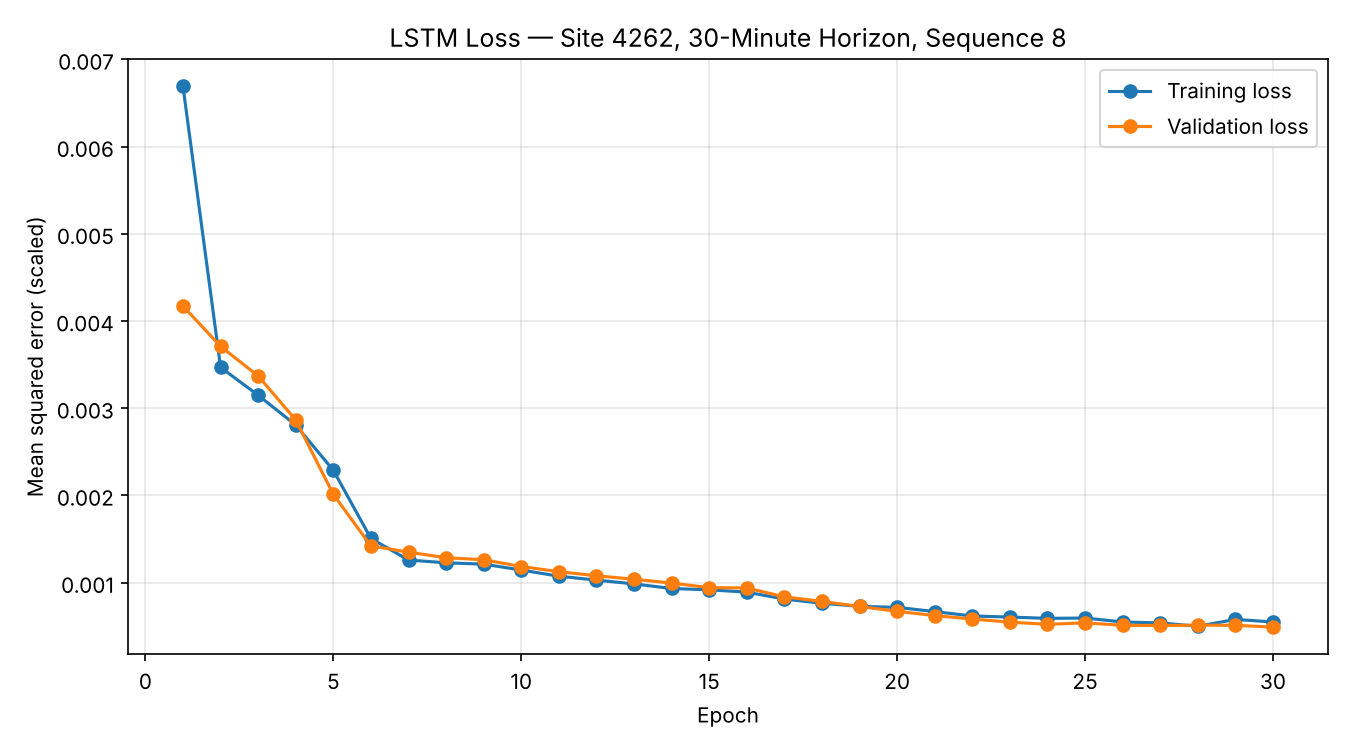 LSTM Loss — Site 4262, 30-Minute Horizon, Sequence 8
Training loss
Validation loss
Mean squared error (scaled)
0.007
0.006
0.005
0.004
0.003
0.002
0.001
0 5 10 15 20 25 30
Epoch